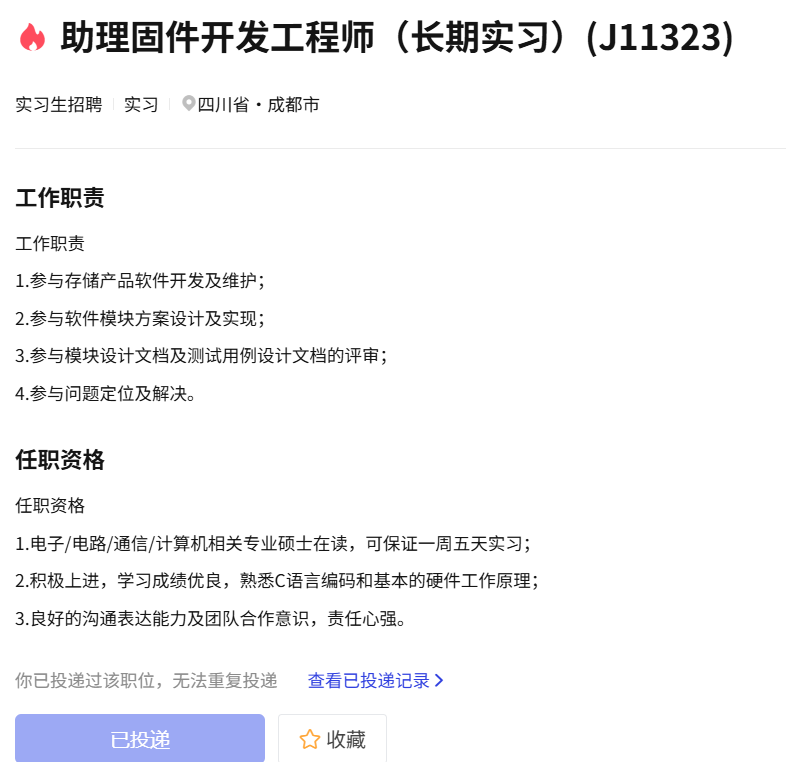 助理固件开发工程师（长期实习）(J11323)
实习生招聘 实习 四川省·成都市
工作职责
工作职责
1.参与存储产品软件开发及维护；
2.参与软件模块方案设计及实现；
3.参与模块设计文档及测试用例设计文档的评审；
4.参与问题定位及解决。
任职资格
任职资格
1.电子/电路/通信/计算机相关专业硕士在读，可保证一周五天实习；
2.积极上进，学习成绩优良，熟悉C语言编码和基本的硬件工作原理；
3.良好的沟通表达能力及团队合作意识，责任心强。
你已投递过该职位，无法重复投递 查看已投递记录
已投递 收藏